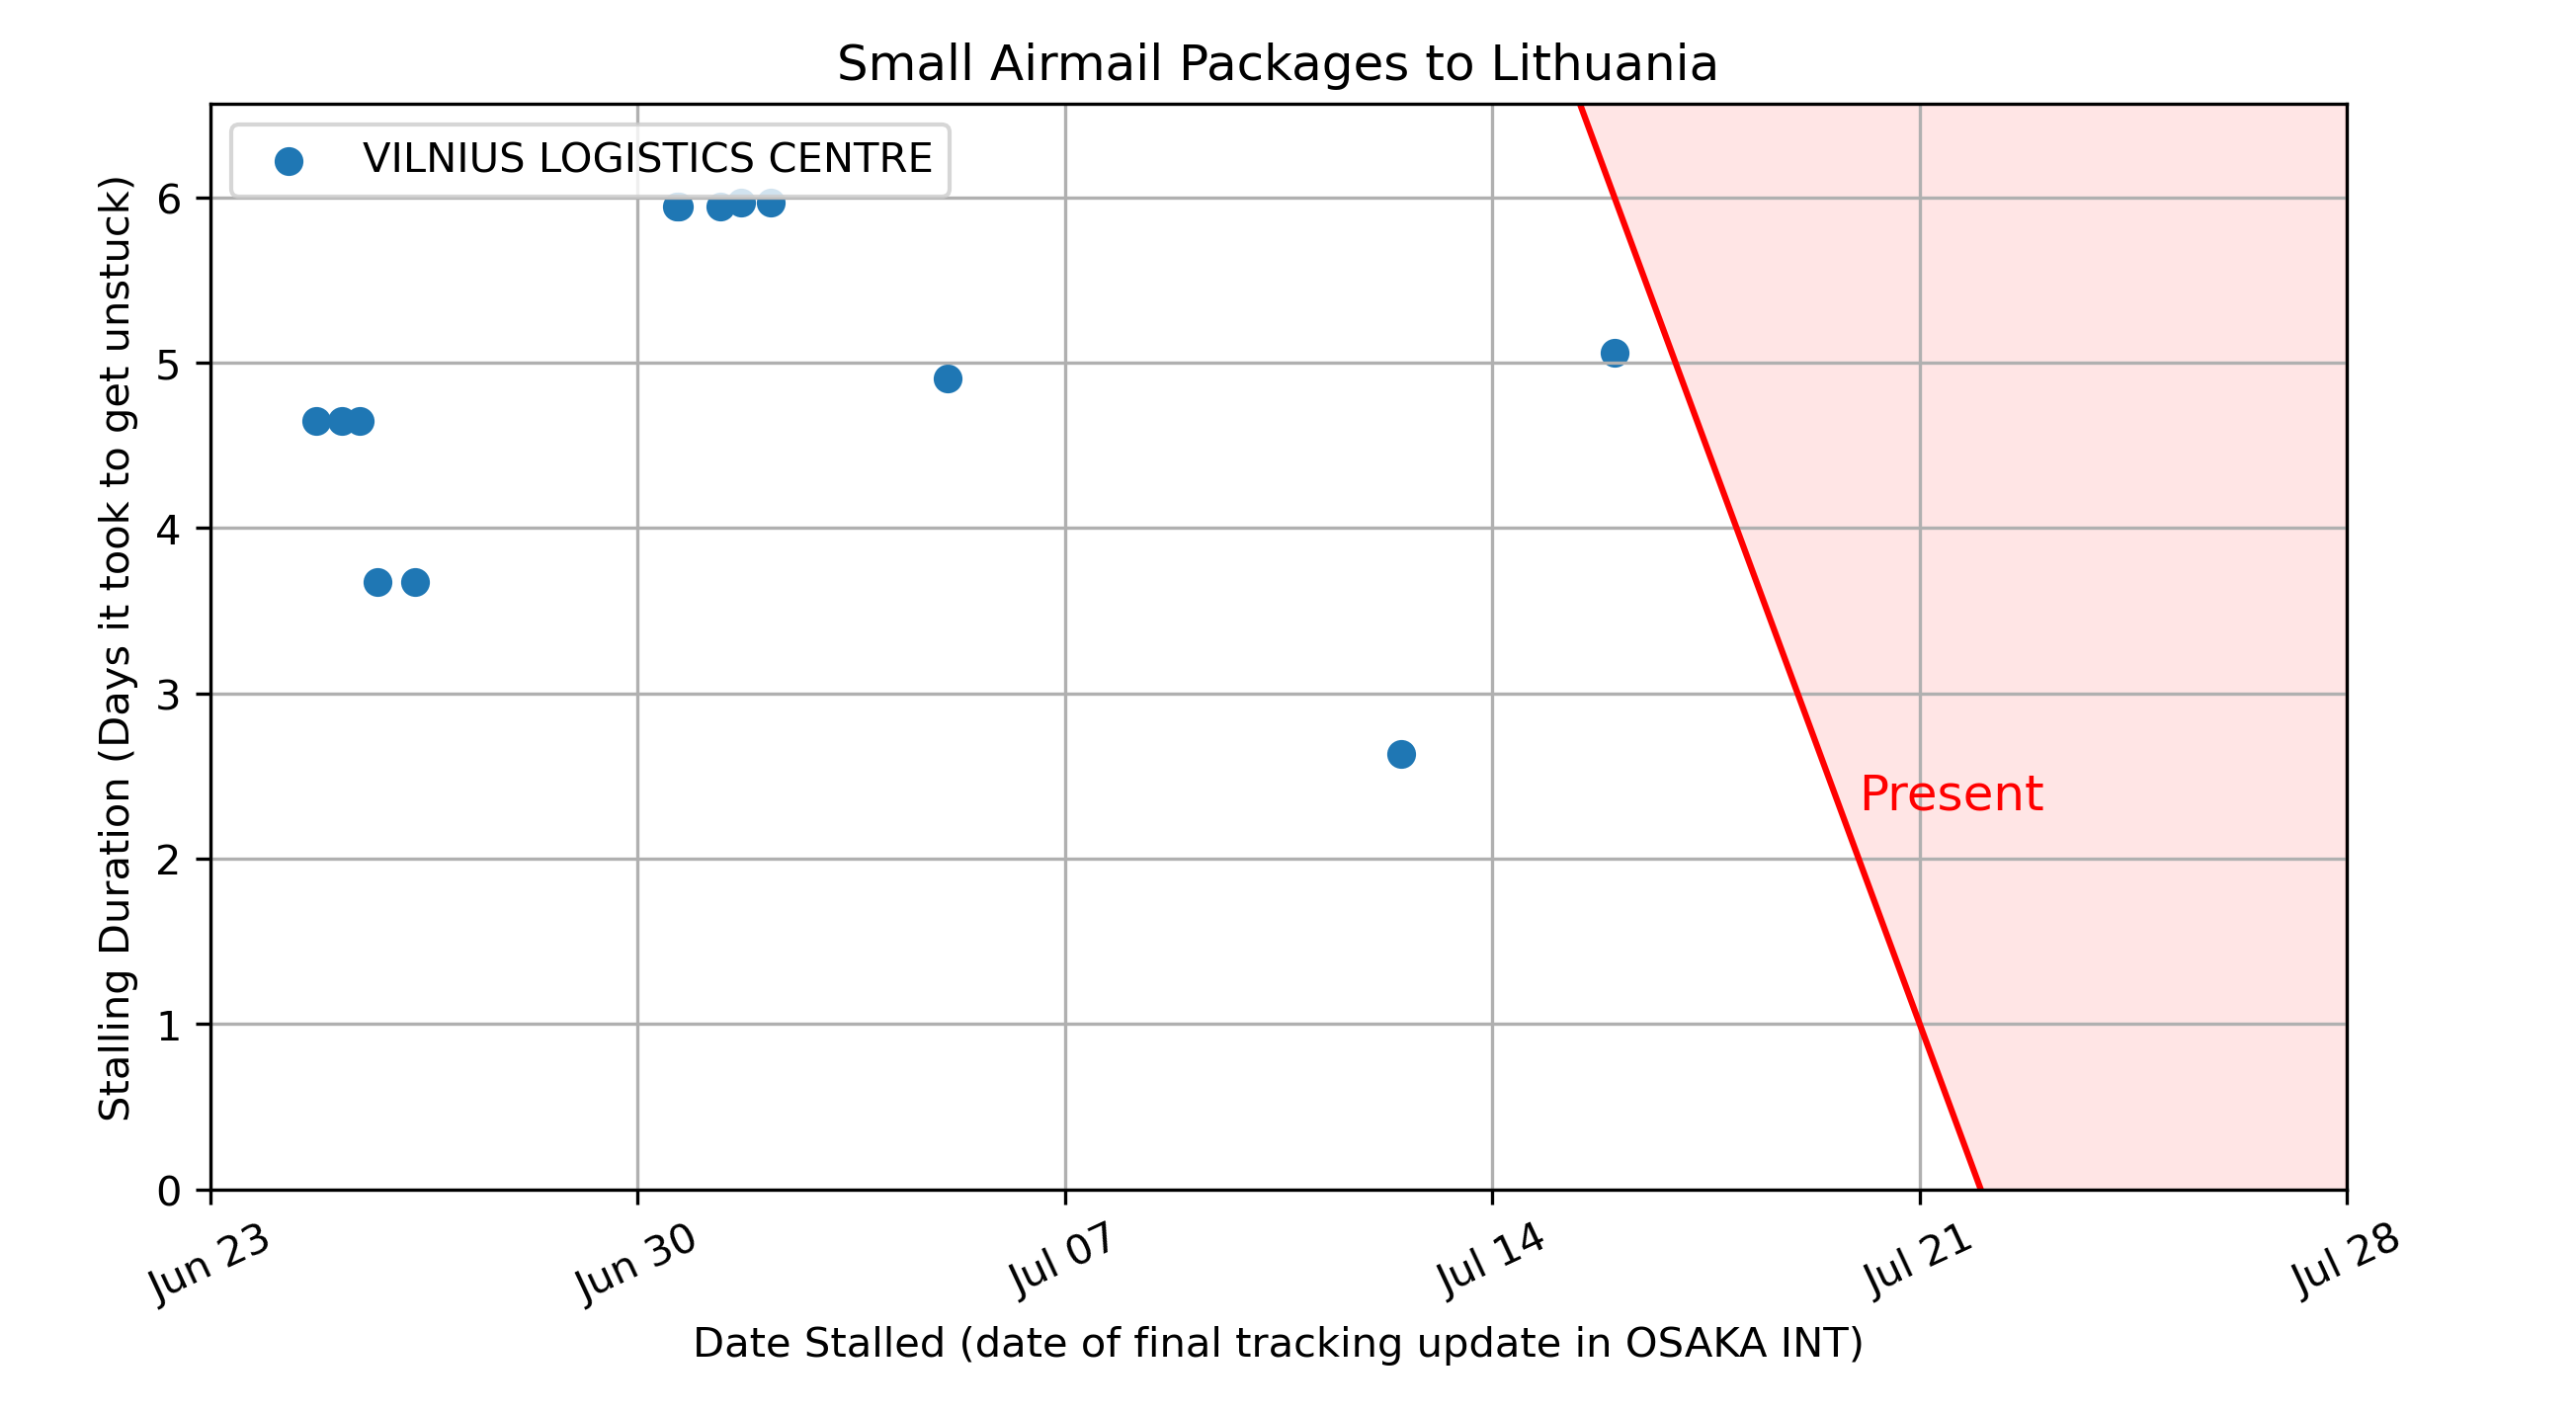 Small Airmail Packages to Lithuania
VILNIUS LOGISTICS CENTRE
Stalling Duration (Days it took to get unstuck)
6
5
4
3
2
1
0
Present
Jun 23
Jun 30
Jul 07
Jul 14
Jul 21
Jul 28
Date Stalled (date of final tracking update in OSAKA INT)